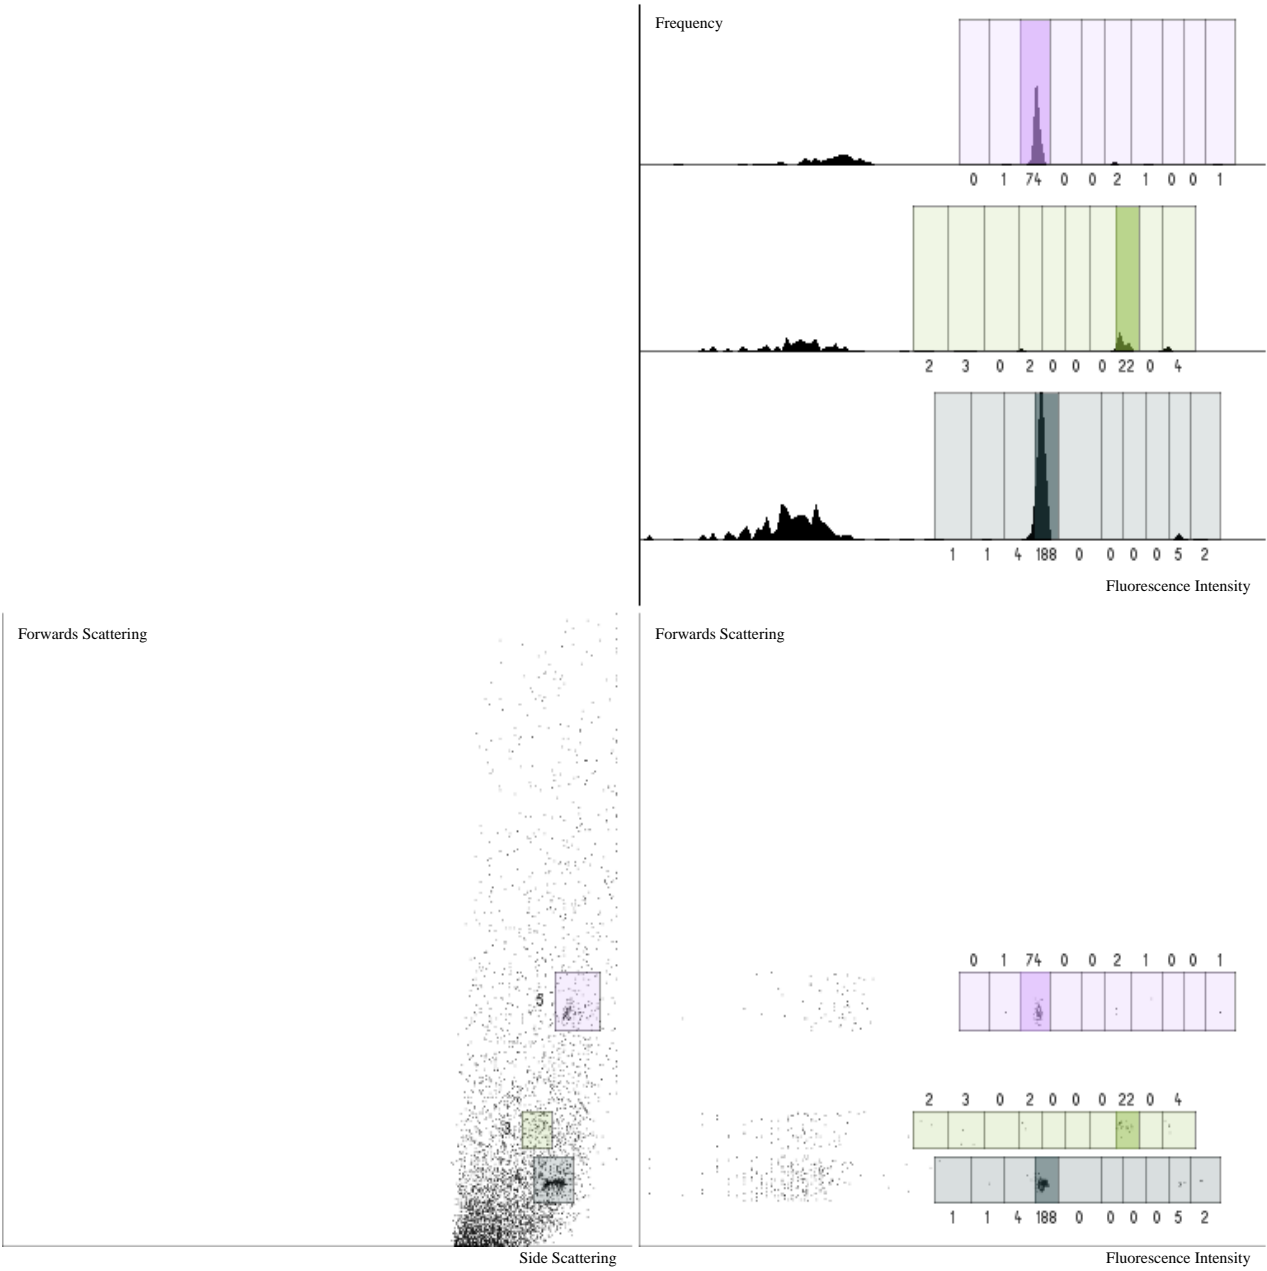 Frequency
0 1 74 0 0 2 1 0 0 1
2 3 0 2 0 0 0 22 0 4
1 1 4 188 0 0 0 0 5 2
Fluorescence Intensity
Forwards Scattering
5
3
Side Scattering
Forwards Scattering
0 1 74 0 0 2 1 0 0 1
2 3 0 2 0 0 0 22 0 4
1 1 4 188 0 0 0 0 5 2
Fluorescence Intensity